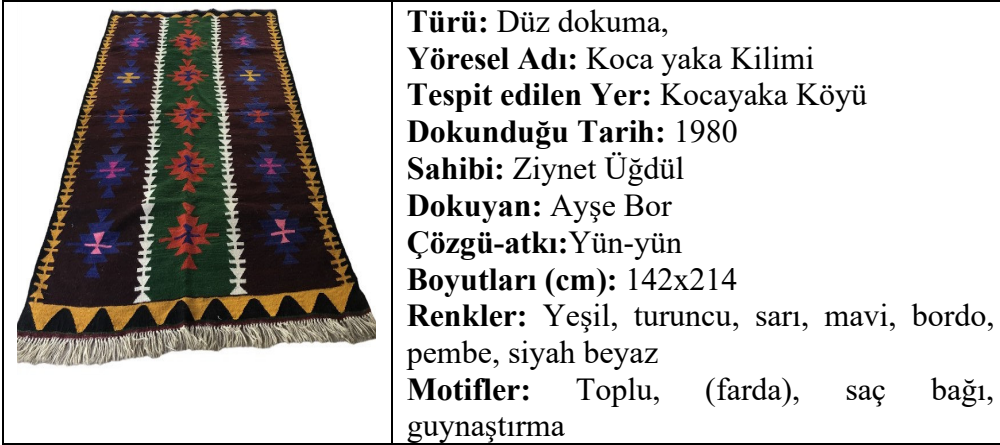 Türü: Düz dokuma,
Yöresel Adı: Koca yaka Kilimi
Tespit edilen Yer: Kocayaka Köyü
Dokunduğu Tarih: 1980
Sahibi: Ziynet Üğdül
Dokuyan: Ayşe Bor
Çözgü-atkı:Yün-yün
Boyutları (cm): 142x214
Renkler: Yeşil, turuncu, sarı, mavi, bordo,
pembe, siyah beyaz
Motifler: Toplu, (farda), saç bağı,
guynaştırma